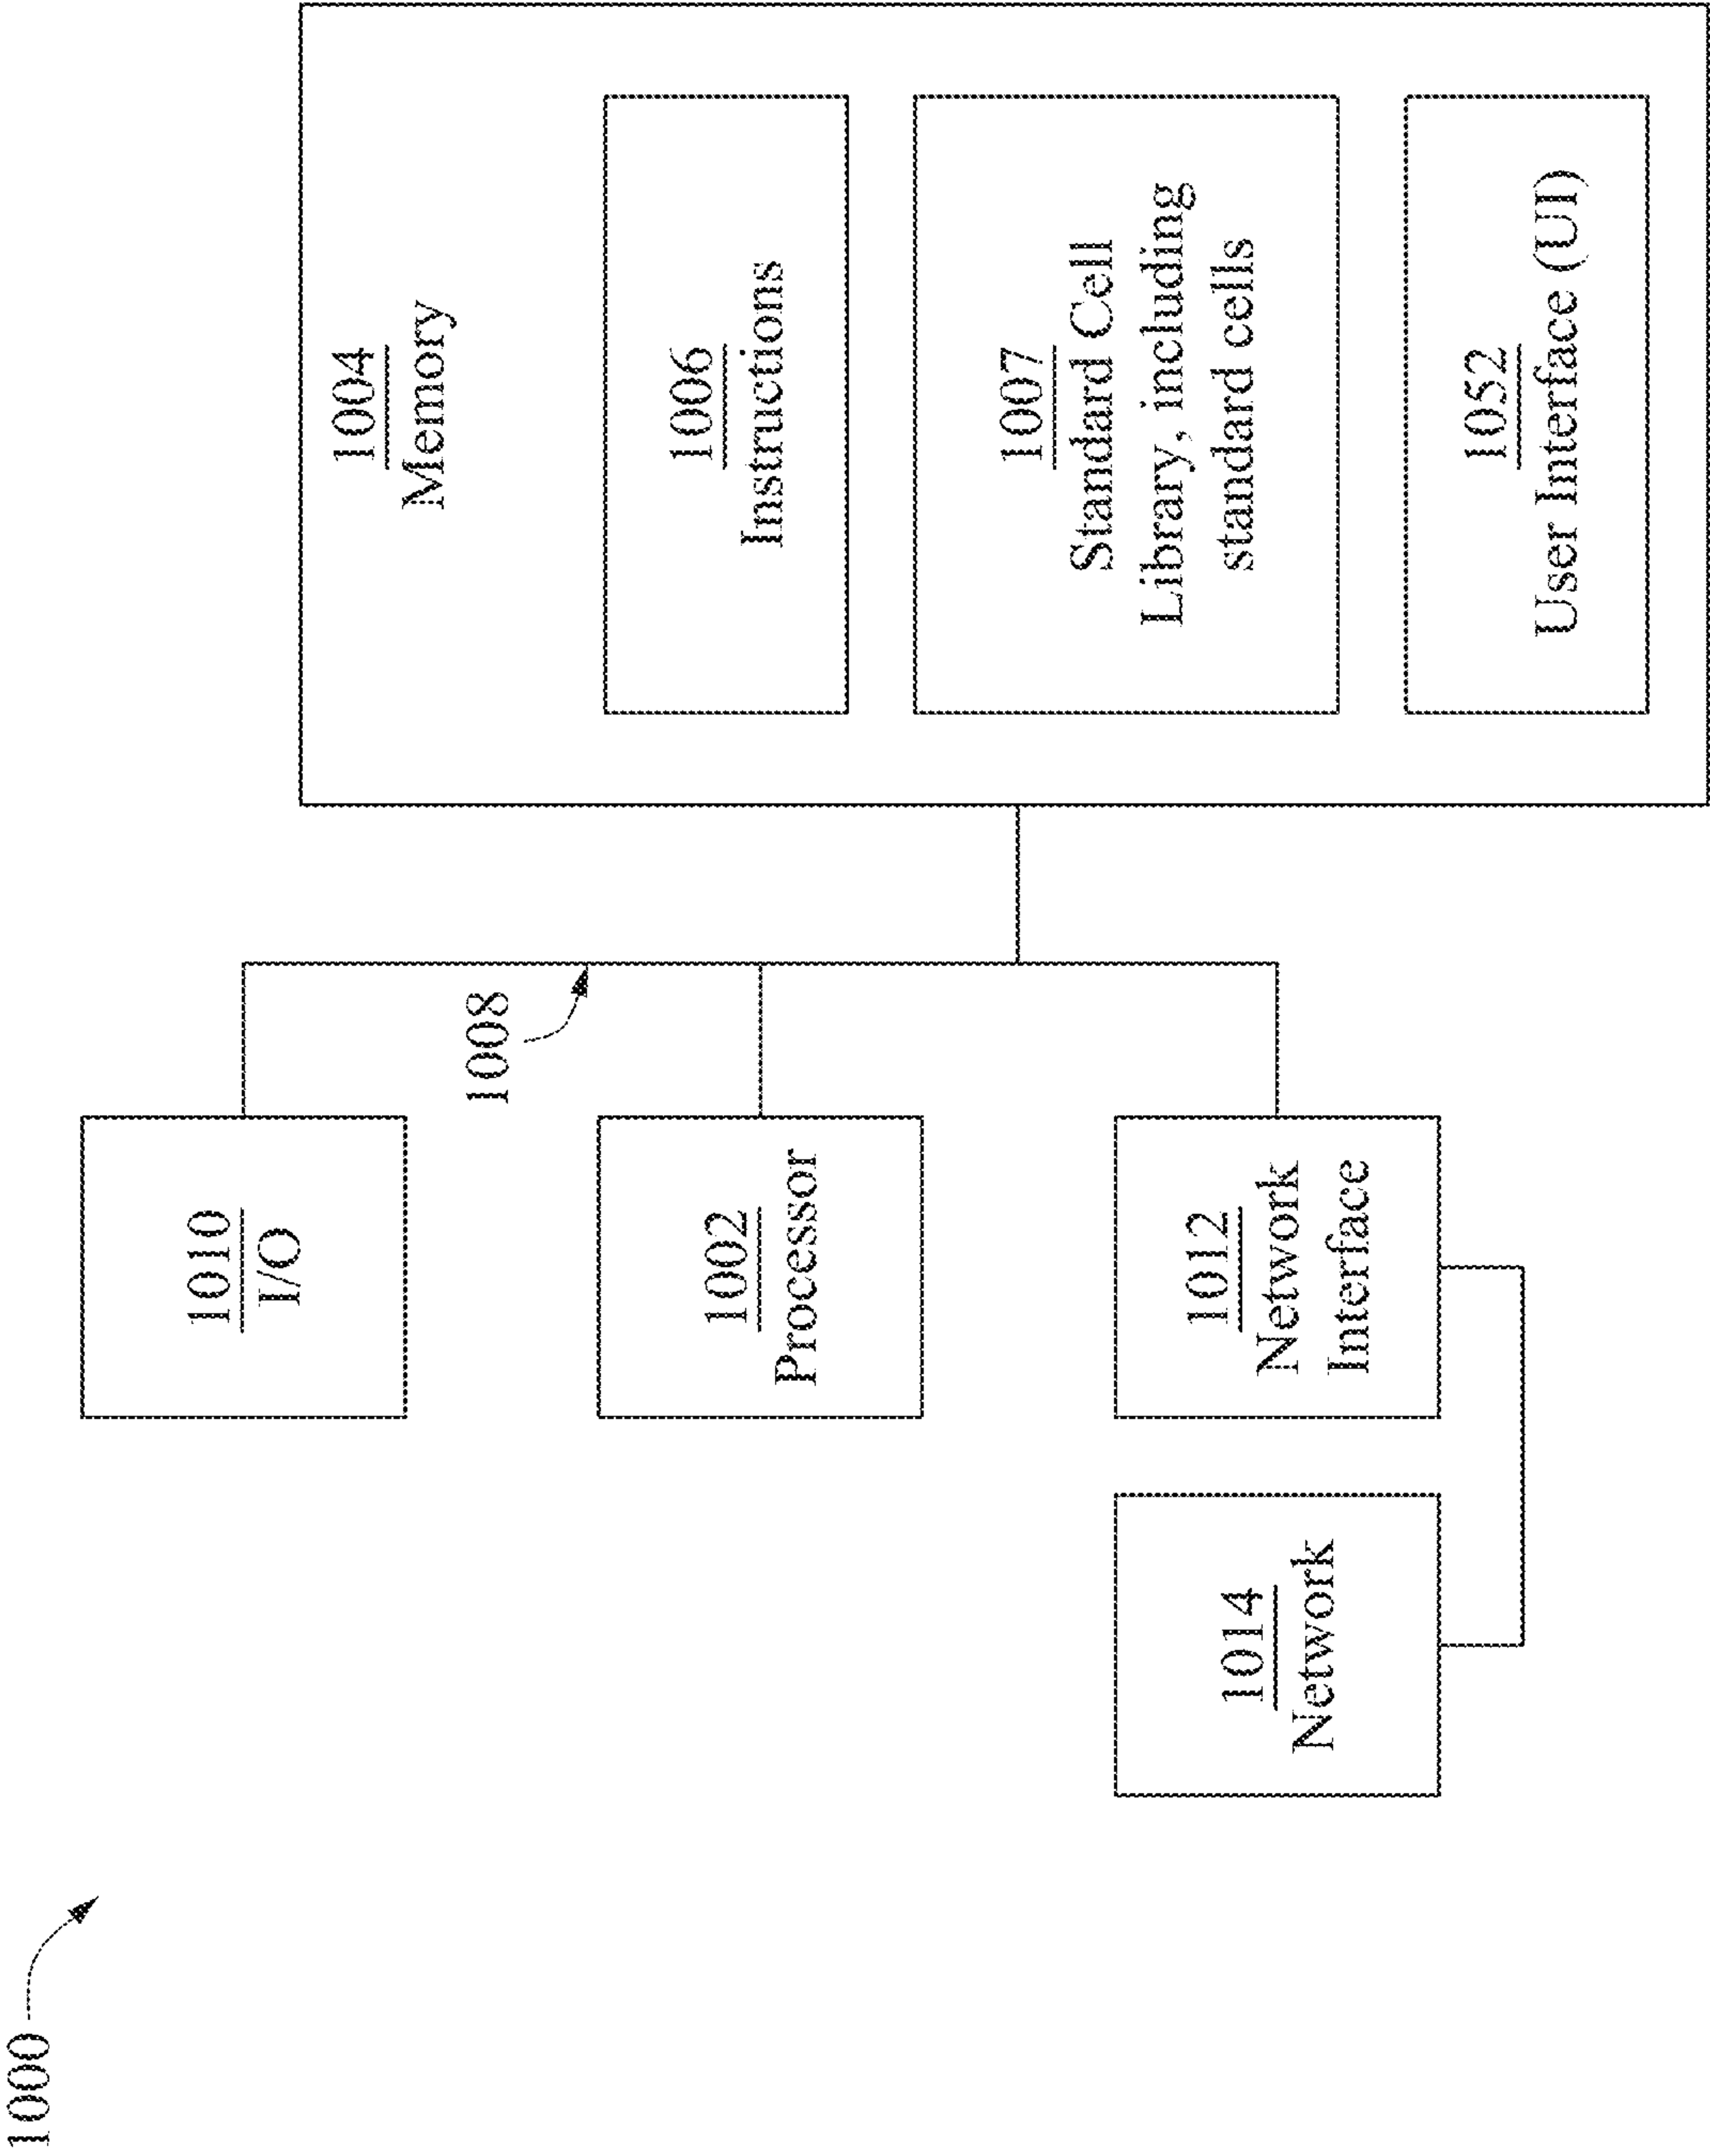 1000
1010
I/O
1008
1002
Processor
1014
Network
1012
Network
Interface
1004
Memory
1006
Instructions
1007
Standard Cell
Library, including
standard cells
1052
User Interface (UI)